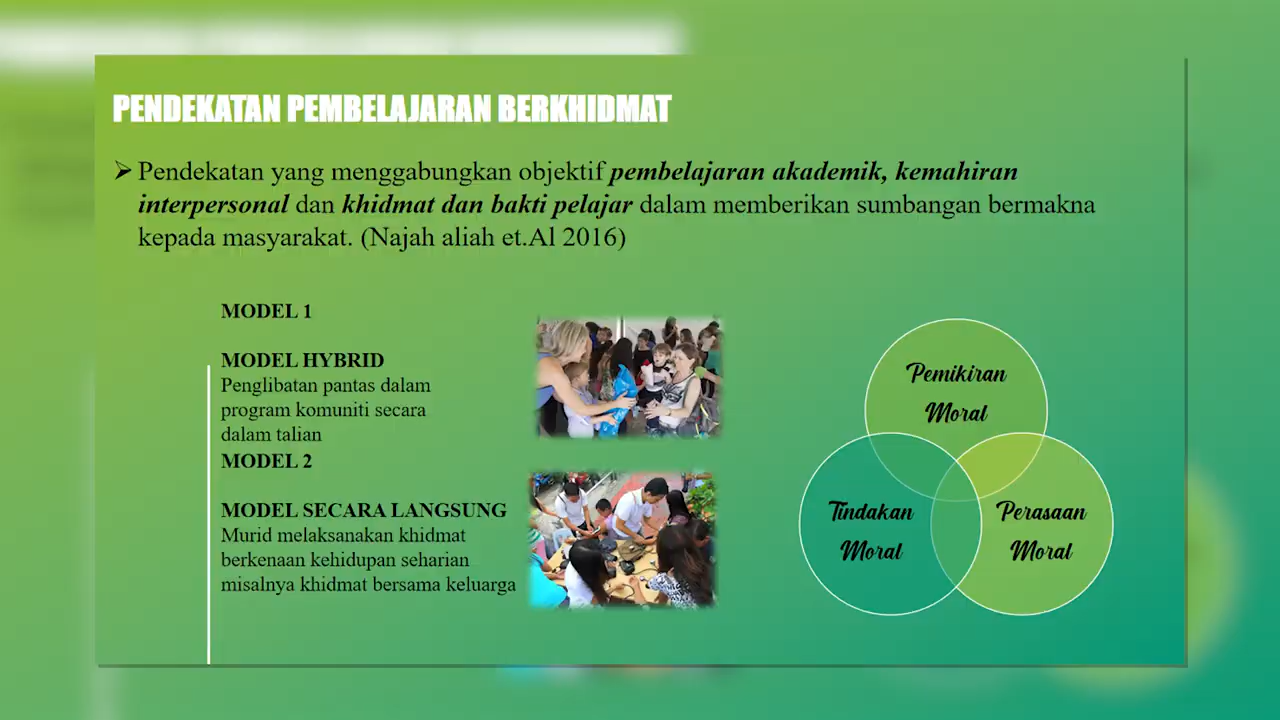 PENDEKATAN PEMBELAJARAN BERKHIDMAT
Pendekatan yang menggabungkan objektif pembelajaran akademik, kemahiran
interpersonal dan khidmat dan bakti pelajar dalam memberikan sumbangan bermakna
kepada masyarakat. (Najah aliah et.Al 2016)
MODEL 1
MODEL HYBRID
Penglibatan pantas dalam
program komuniti secara
dalam talian
MODEL 2
MODEL SECARA LANGSUNG
Murid melaksanakan khidmat
berkenaan kehidupan seharian
misalnya khidmat bersama keluarga
Pemikiran
Moral
Tindakan
Moral
Perasaan
Moral